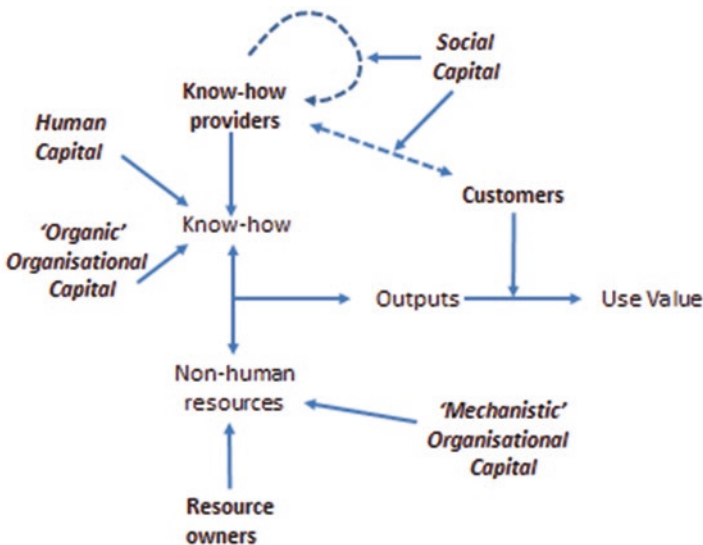 Social
Capital
Know-how
providers
Human
Capital
Customers
Know-how
‘Organic’
Organisational
Capital
Outputs
Use Value
Non-human
resources
‘Mechanistic’
Organisational
Capital
Resource
owners